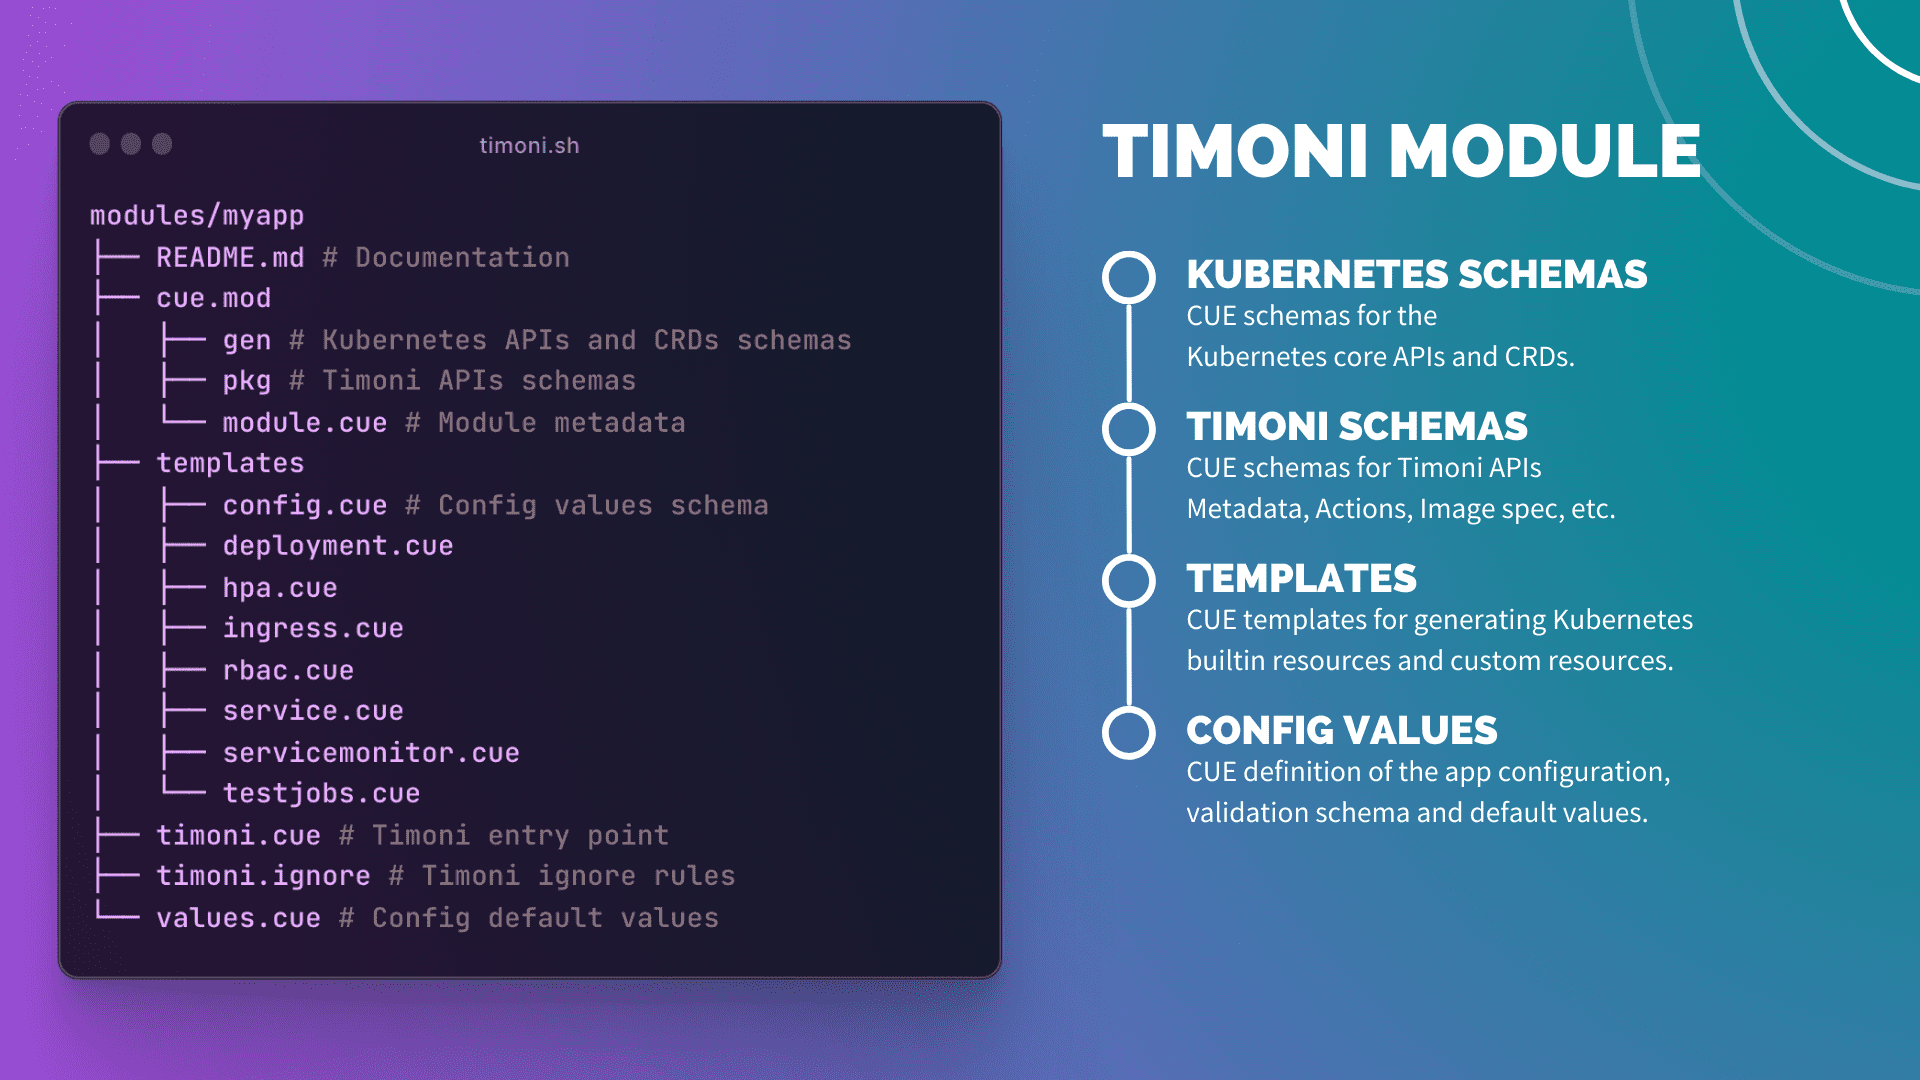 timoni.sh
modules/myapp
├── README.md # Documentation
├── cue.mod
│   ├── gen # Kubernetes APIs and CRDs schemas
│   ├── pkg # Timoni APIs schemas
│   └── module.cue # Module metadata
├── templates
│   ├── config.cue # Config values schema
│   ├── deployment.cue
│   ├── hpa.cue
│   ├── ingress.cue
│   ├── rbac.cue
│   ├── service.cue
│   ├── servicemonitor.cue
│   └── testjobs.cue
├── timoni.cue # Timoni entry point
├── timoni.ignore # Timoni ignore rules
└── values.cue # Config default values
TIMONI MODULE
KUBERNETES SCHEMAS
CUE schemas for the
Kubernetes core APIs and CRDs.
TIMONI SCHEMAS
CUE schemas for Timoni APIs
Metadata, Actions, Image spec, etc.
TEMPLATES
CUE templates for generating Kubernetes
builtin resources and custom resources.
CONFIG VALUES
CUE definition of the app configuration,
validation schema and default values.